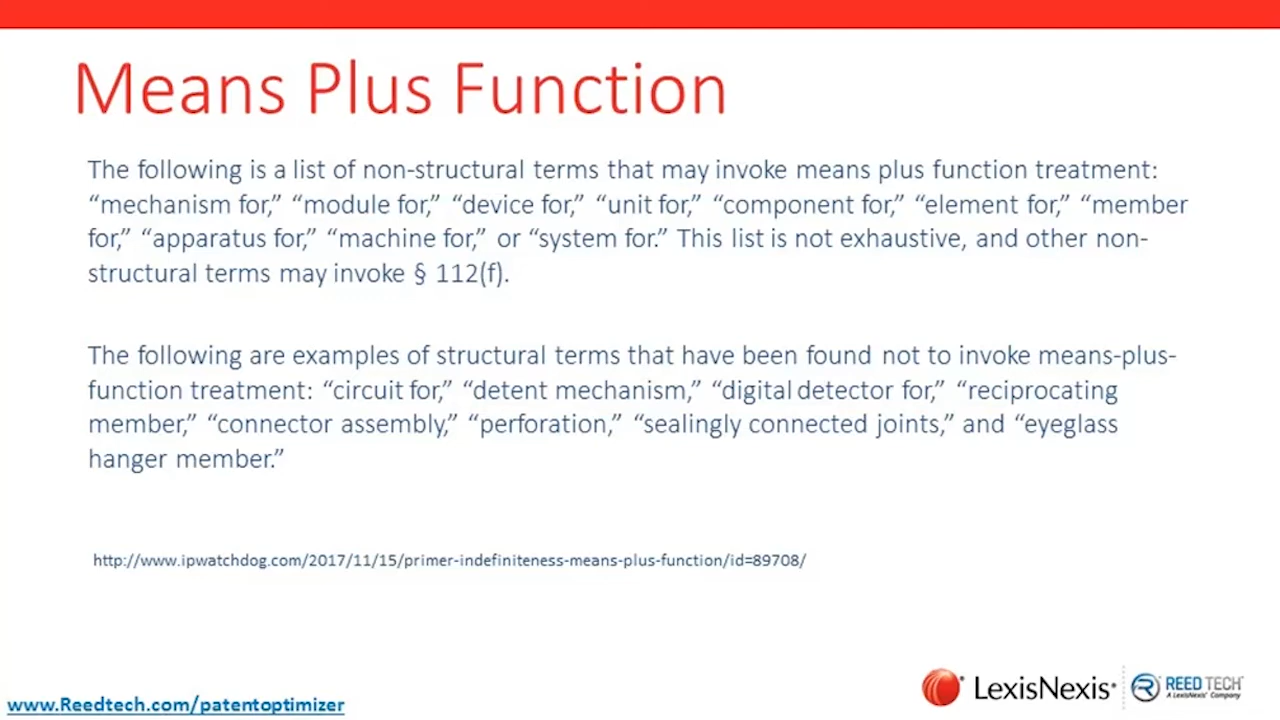 Means Plus Function
The following is a list of non-structural terms that may invoke means plus function treatment:
“mechanism for,” “module for,” “device for,” “unit for,” “component for,” “element for,” “member
for,” “apparatus for,” “machine for,” or “system for.” This list is not exhaustive, and other non-
structural terms may invoke § 112(f).
The following are examples of structural terms that have been found not to invoke means-plus-
function treatment: “circuit for,” “detent mechanism,” “digital detector for,” “reciprocating
member,” “connector assembly,” “perforation,” “sealingly connected joints,” and “eyeglass
hanger member.”
http://www.ipwatchdog.com/2017/11/15/primer-indefiniteness-means-plus-function/id=89708/
www.Reedtech.com/patentoptimizer
LexisNexis®
REED TECH
A LexisNexis® Company